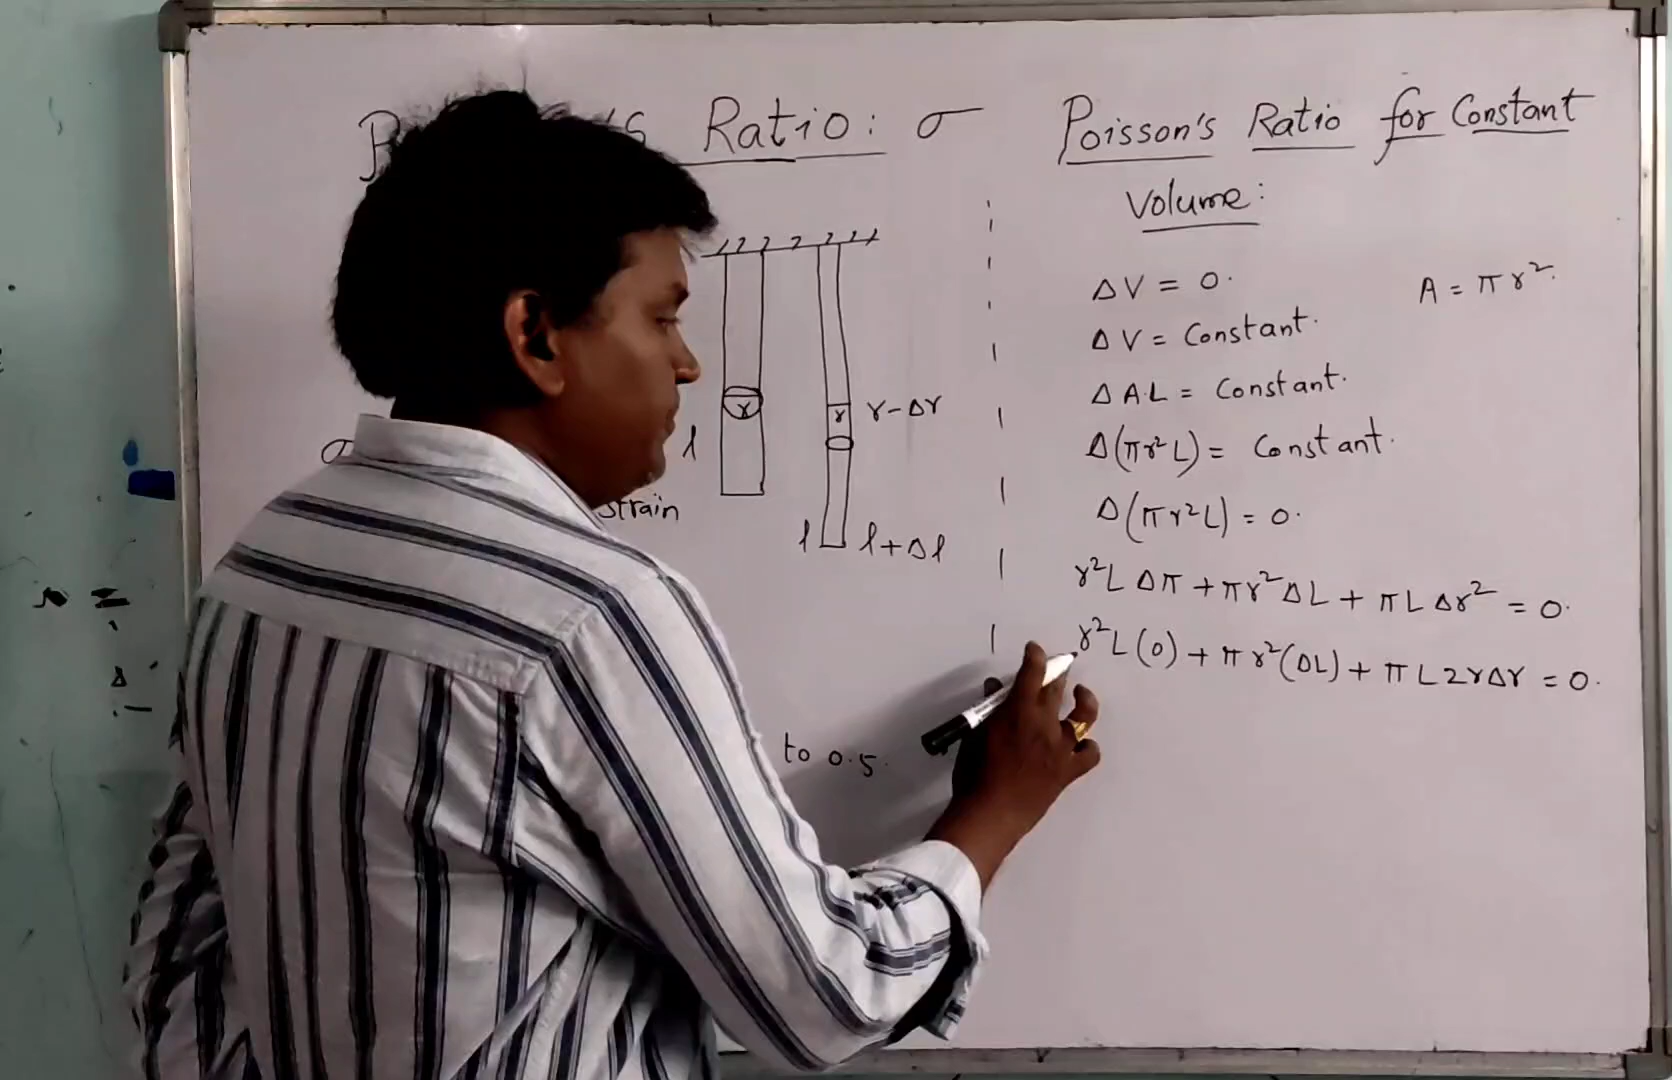 Ratio : σ
r
r
r-Δr
l
σ
strain
l
l+Δl
to 0.5.
Poisson's Ratio for Constant
Volume :
ΔV = 0.
A = πr².
ΔV = Constant.
ΔA.L = Constant.
Δ(πr²L) = Constant.
Δ(πr²L) = 0.
r²LΔπ + πr²ΔL + πLΔr² = 0.
r²L(0) + πr²(ΔL) + πL2rΔr = 0.